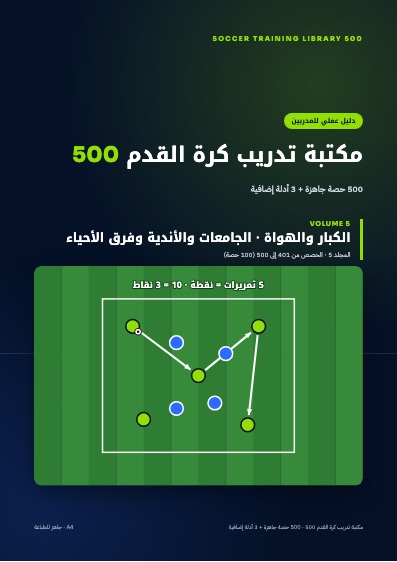 SOCCER TRAINING LIBRARY 500
دليل عملي للمدربين
مكتبة تدريب كرة القدم 500
500 حصة جاهزة + 3 أدلة إضافية
VOLUME 5
الكبار والهواة · الجامعات والأندية وفرق الأحياء
المجلد 5 · الحصص من 401 إلى 500 (100 حصة)
5 تمريرات = نقطة · 10 = 3 نقاط
مكتبة تدريب كرة القدم 500 · 500 حصة جاهزة + 3 أدلة إضافية
A4 · جاهز للطباعة